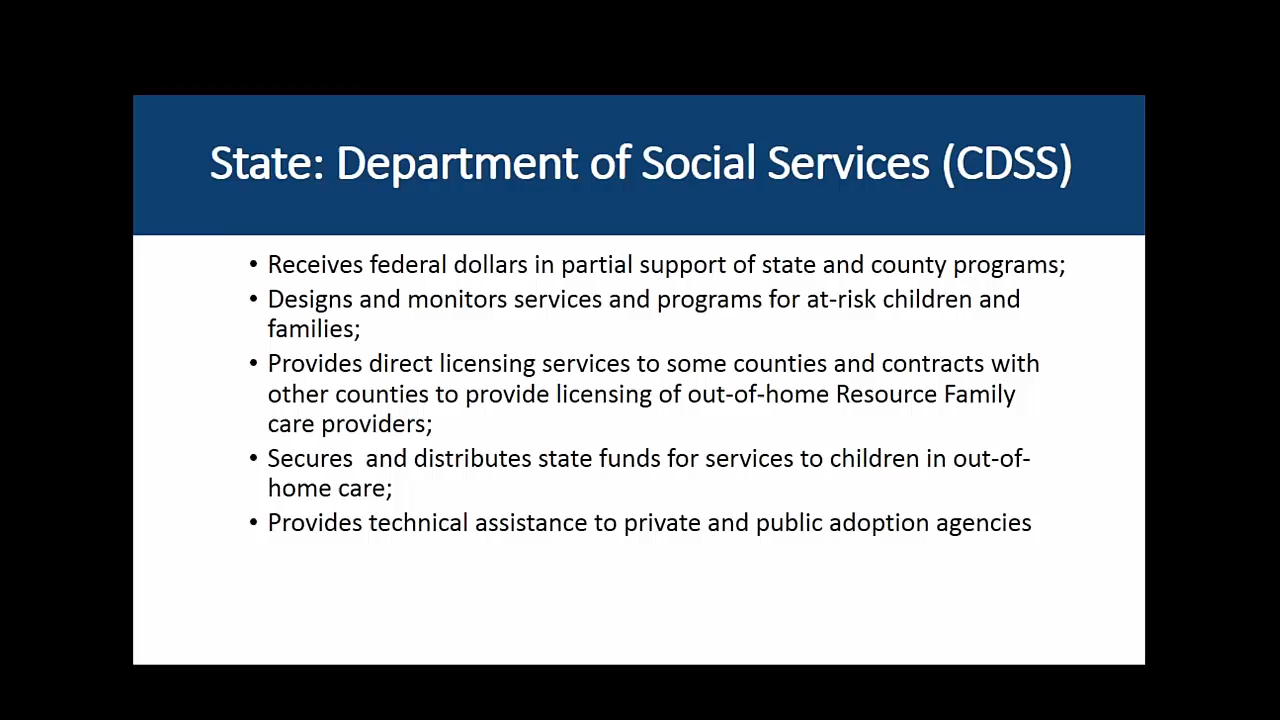 State: Department of Social Services (CDSS)
• Receives federal dollars in partial support of state and county programs;
• Designs and monitors services and programs for at-risk children and
families;
• Provides direct licensing services to some counties and contracts with
other counties to provide licensing of out-of-home Resource Family
care providers;
• Secures  and distributes state funds for services to children in out-of-
home care;
• Provides technical assistance to private and public adoption agencies